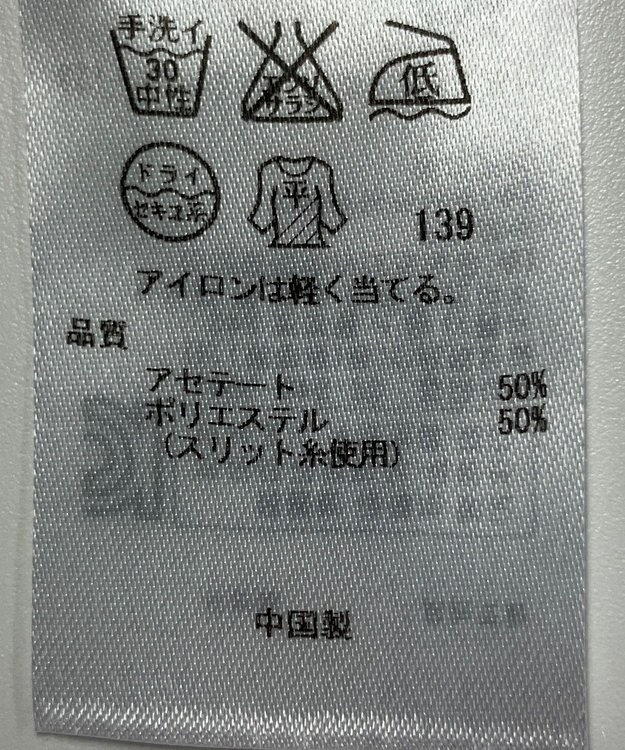 手洗イ
30
中性
エンソ
サラシ
低
ドライ
セキユ系
平
139
アイロンは軽く当てる。
品質
アセテート 50%
ポリエステル 50%
(スリット糸使用)
中国製